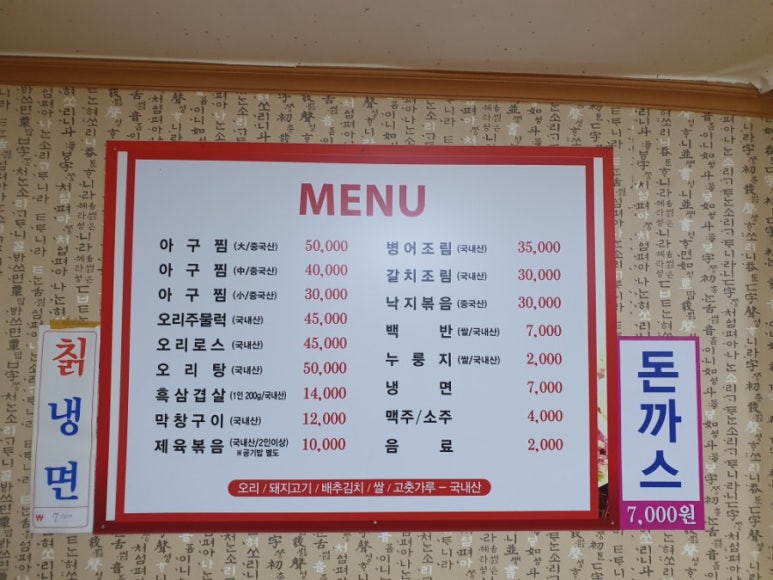 MENU
아구찜 (大/중국산) 50,000
아구찜 (中/중국산) 40,000
아구찜 (小/중국산) 30,000
오리주물럭 (국내산) 45,000
오리로스 (국내산) 45,000
오리탕 (국내산) 50,000
흑삼겹살 (1인 200g/국내산) 14,000
막창구이 (국내산) 12,000
제육볶음 (국내산/2인이상) 10,000
※공기밥 별도
병어조림 (국내산) 35,000
갈치조림 (국내산) 30,000
낙지볶음 (중국산) 30,000
백반 (쌀/국내산) 7,000
누룽지 (쌀/국내산) 2,000
냉면 7,000
맥주/소주 4,000
음료 2,000
오리 / 돼지고기 / 배추김치 / 쌀 / 고춧가루 – 국내산
칡냉면
₩ 7000
돈까스
7,000원